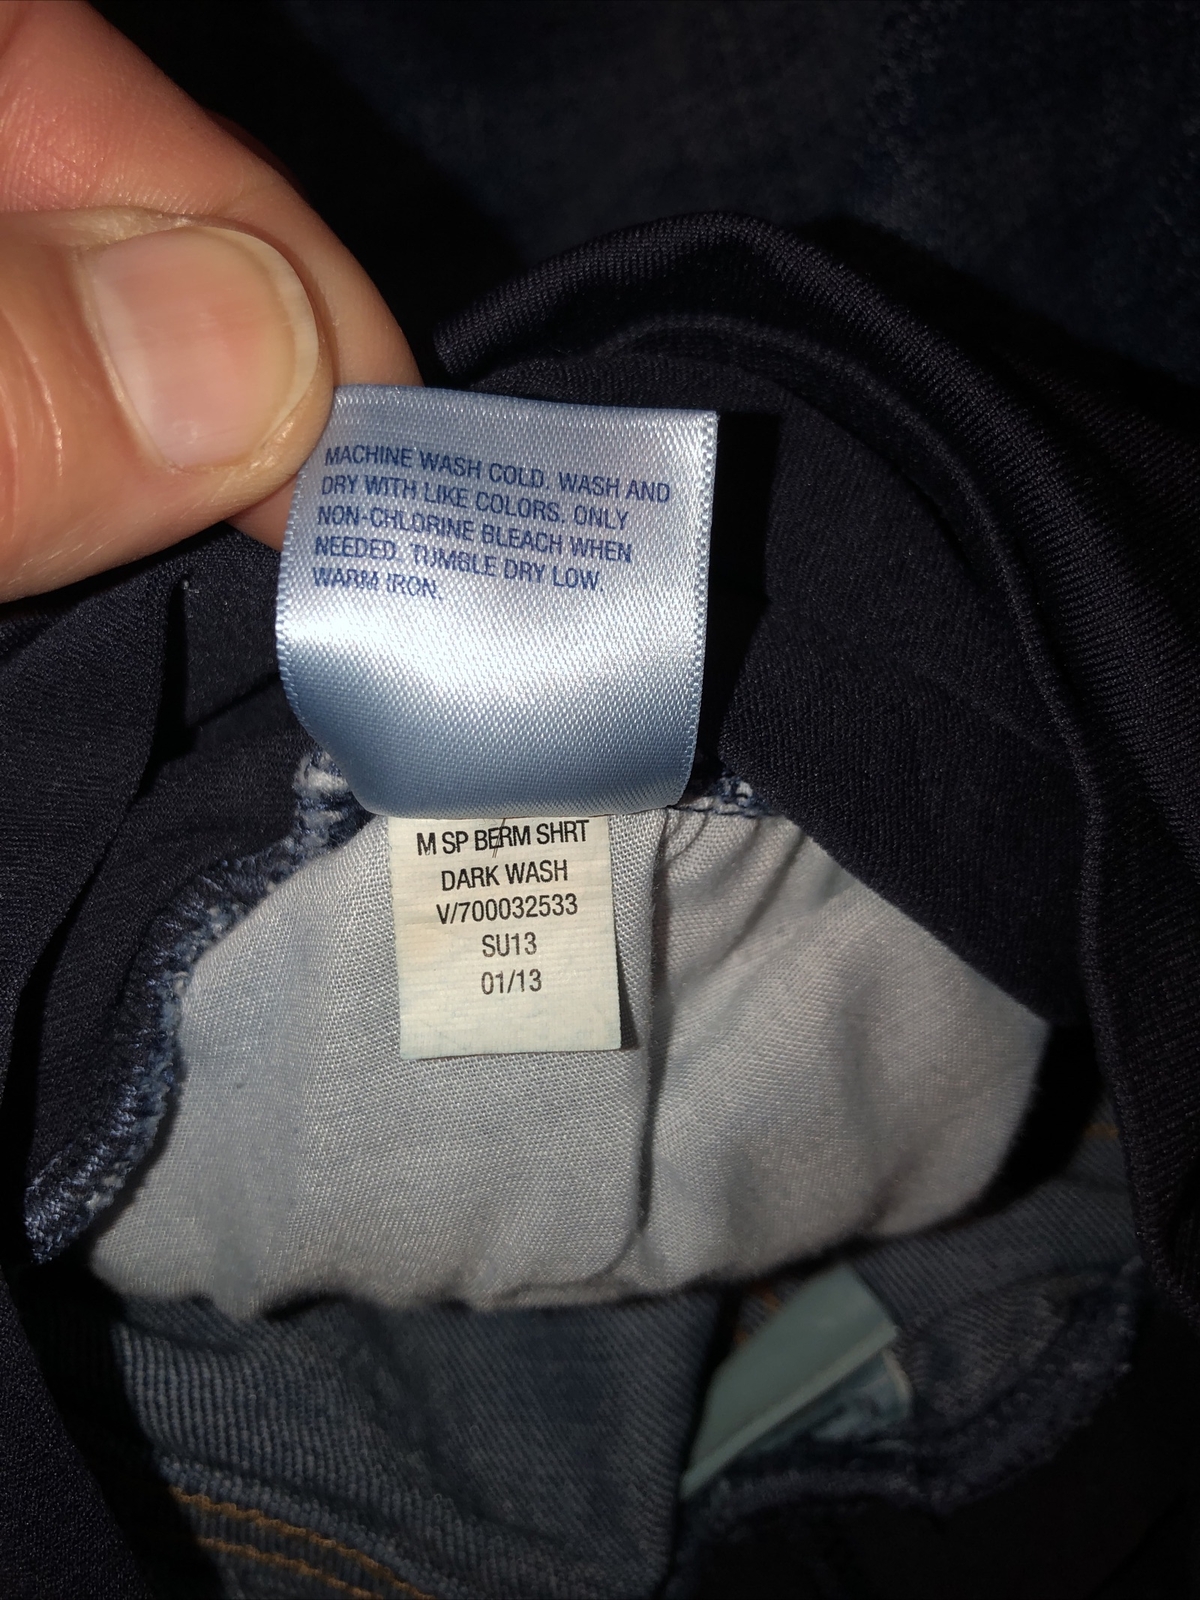 MACHINE WASH COLD. WASH AND
DRY WITH LIKE COLORS. ONLY
NON-CHLORINE BLEACH WHEN
NEEDED. TUMBLE DRY LOW.
WARM IRON.
M SP BERM SHRT
DARK WASH
V/700032533
SU13
01/13